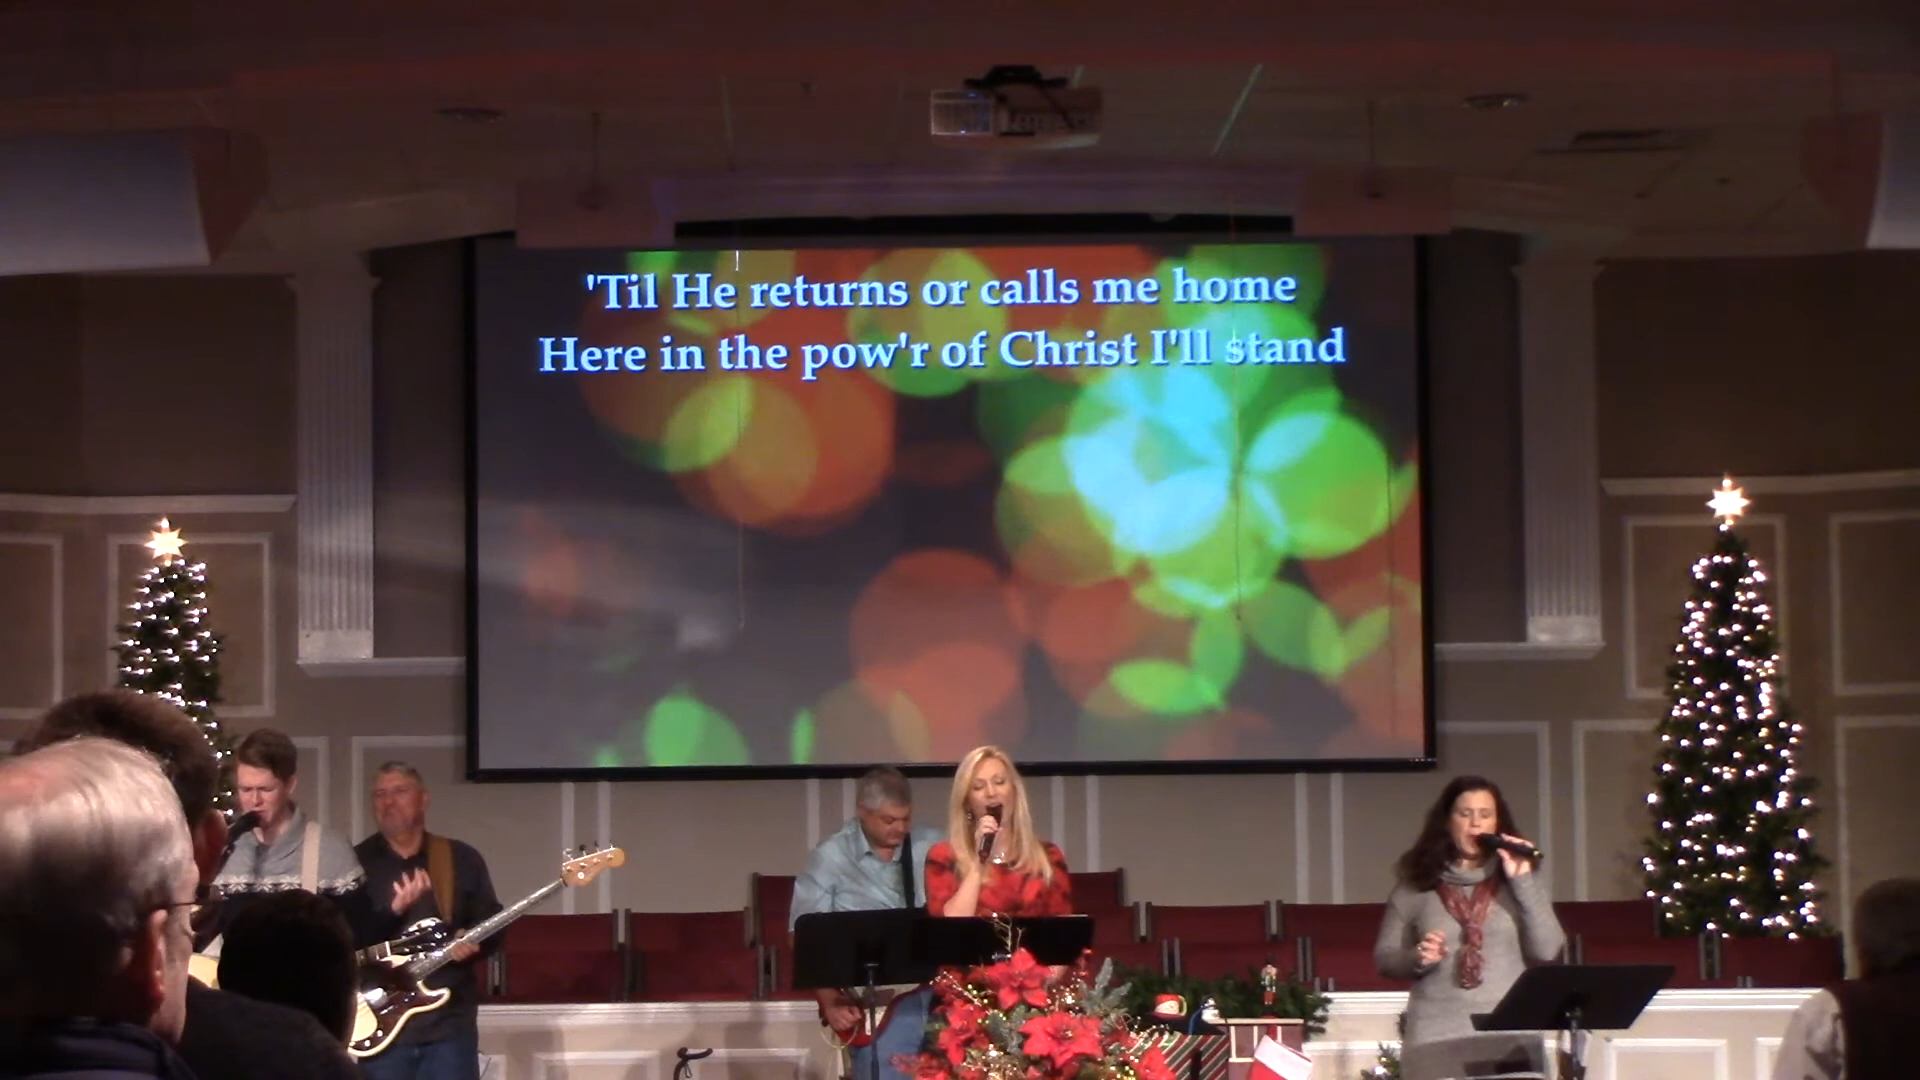 'Til He returns or calls me home
Here in the pow'r of Christ I'll stand